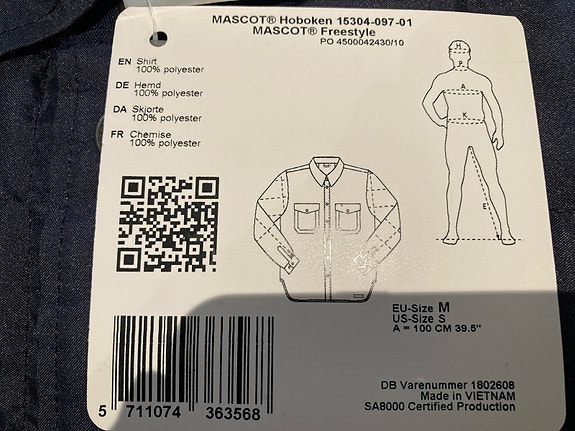 MASCOT® Hoboken 15304-097-01
MASCOT® Freestyle
PO 4500042430/10
EN Shirt
100% polyester
DE Hemd
100% polyester
DA Skjorte
100% polyester
FR Chemise
100% polyester
H
P
A
K
E
EU-Size M
US-Size S
A = 100 CM 39.5"
5 711074 363568
DB Varenummer 1802608
Made in VIETNAM
SA8000 Certified Production